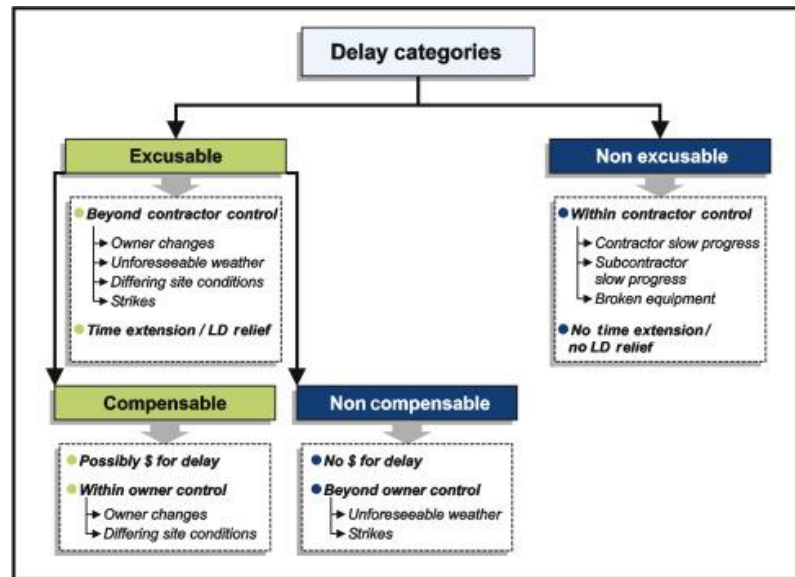 Delay categories
Excusable
Non excusable
Beyond contractor control
Owner changes
Unforeseeable weather
Differing site conditions
Strikes
Time extension / LD relief
Within contractor control
Contractor slow progress
Subcontractor
slow progress
Broken equipment
No time extension /
no LD relief
Compensable
Non compensable
Possibly $ for delay
Within owner control
Owner changes
Differing site conditions
No $ for delay
Beyond owner control
Unforeseeable weather
Strikes